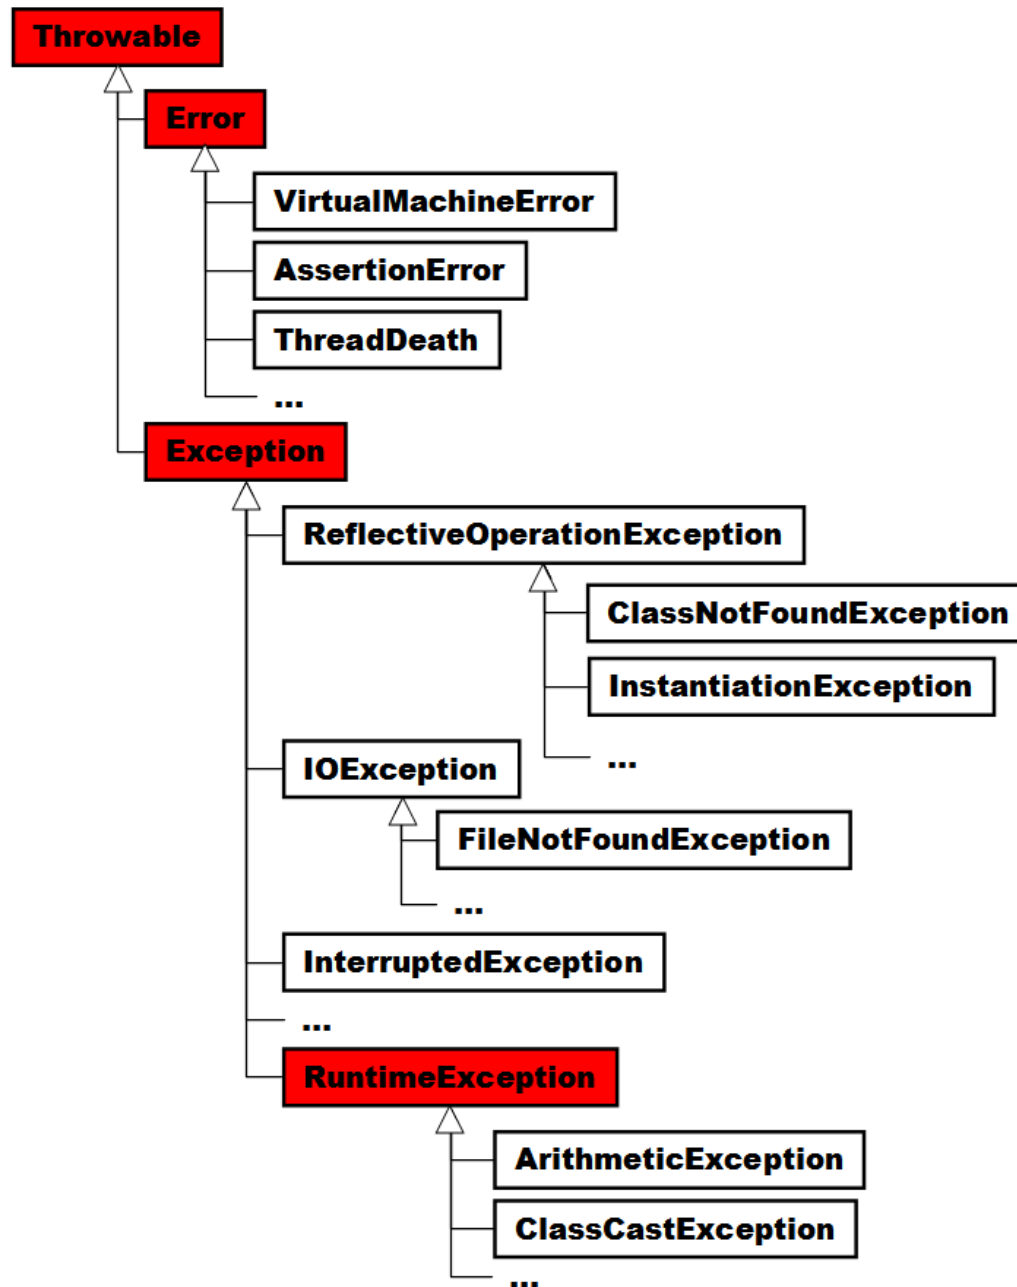 Throwable
Error
VirtualMachineError
AssertionError
ThreadDeath
...
Exception
ReflectiveOperationException
ClassNotFoundException
InstantiationException
...
IOException
FileNotFoundException
...
InterruptedException
...
RuntimeException
ArithmeticException
ClassCastException
...